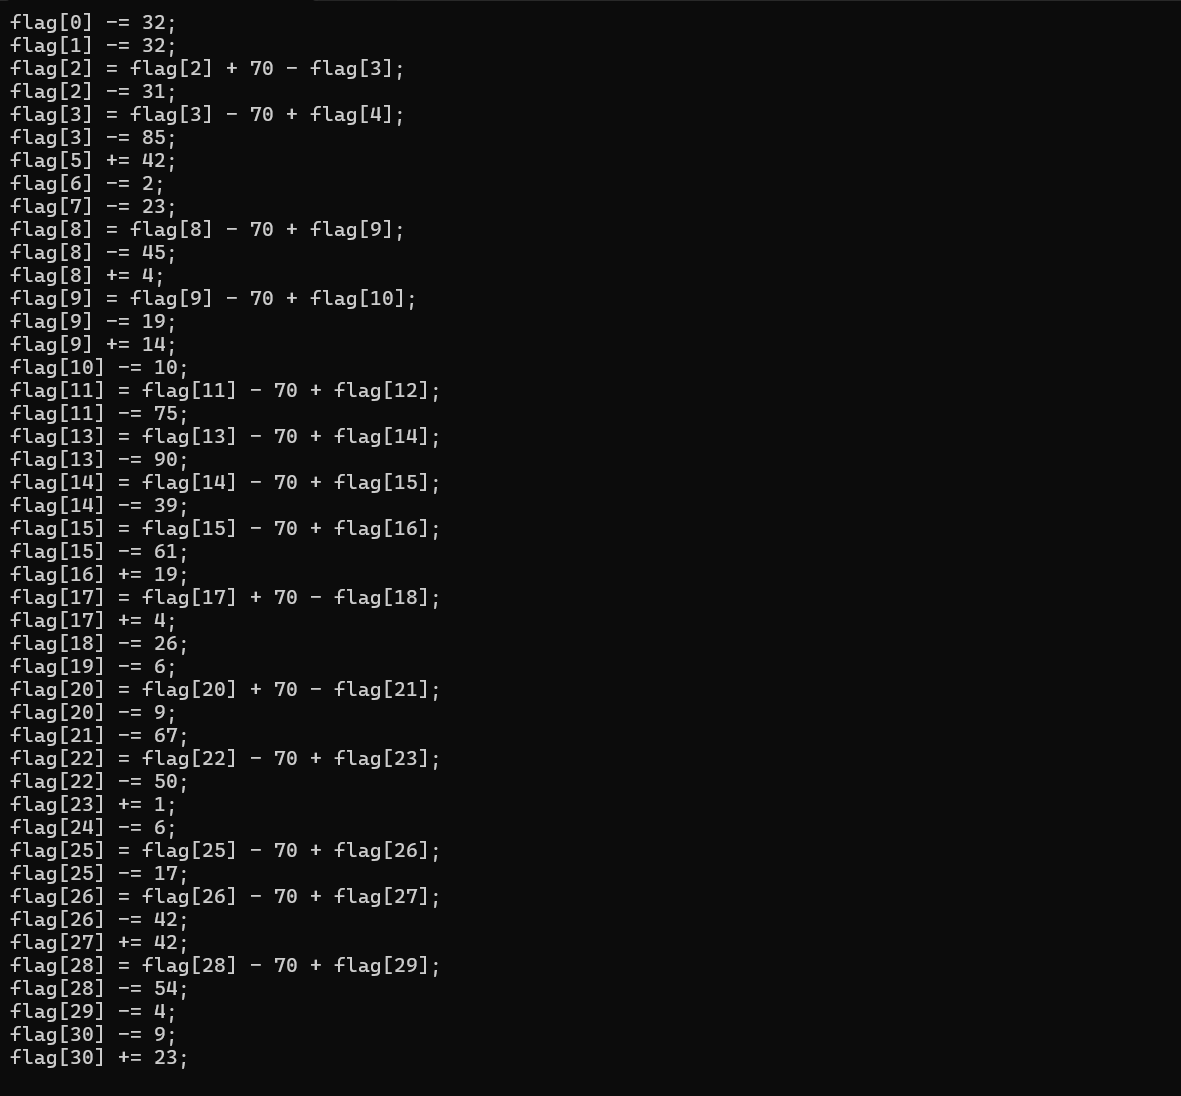 flag[0] -= 32;
flag[1] -= 32;
flag[2] = flag[2] + 70 - flag[3];
flag[2] -= 31;
flag[3] = flag[3] - 70 + flag[4];
flag[3] -= 85;
flag[5] += 42;
flag[6] -= 2;
flag[7] -= 23;
flag[8] = flag[8] - 70 + flag[9];
flag[8] -= 45;
flag[8] += 4;
flag[9] = flag[9] - 70 + flag[10];
flag[9] -= 19;
flag[9] += 14;
flag[10] -= 10;
flag[11] = flag[11] - 70 + flag[12];
flag[11] -= 75;
flag[13] = flag[13] - 70 + flag[14];
flag[13] -= 90;
flag[14] = flag[14] - 70 + flag[15];
flag[14] -= 39;
flag[15] = flag[15] - 70 + flag[16];
flag[15] -= 61;
flag[16] += 19;
flag[17] = flag[17] + 70 - flag[18];
flag[17] += 4;
flag[18] -= 26;
flag[19] -= 6;
flag[20] = flag[20] + 70 - flag[21];
flag[20] -= 9;
flag[21] -= 67;
flag[22] = flag[22] - 70 + flag[23];
flag[22] -= 50;
flag[23] += 1;
flag[24] -= 6;
flag[25] = flag[25] - 70 + flag[26];
flag[25] -= 17;
flag[26] = flag[26] - 70 + flag[27];
flag[26] -= 42;
flag[27] += 42;
flag[28] = flag[28] - 70 + flag[29];
flag[28] -= 54;
flag[29] -= 4;
flag[30] -= 9;
flag[30] += 23;